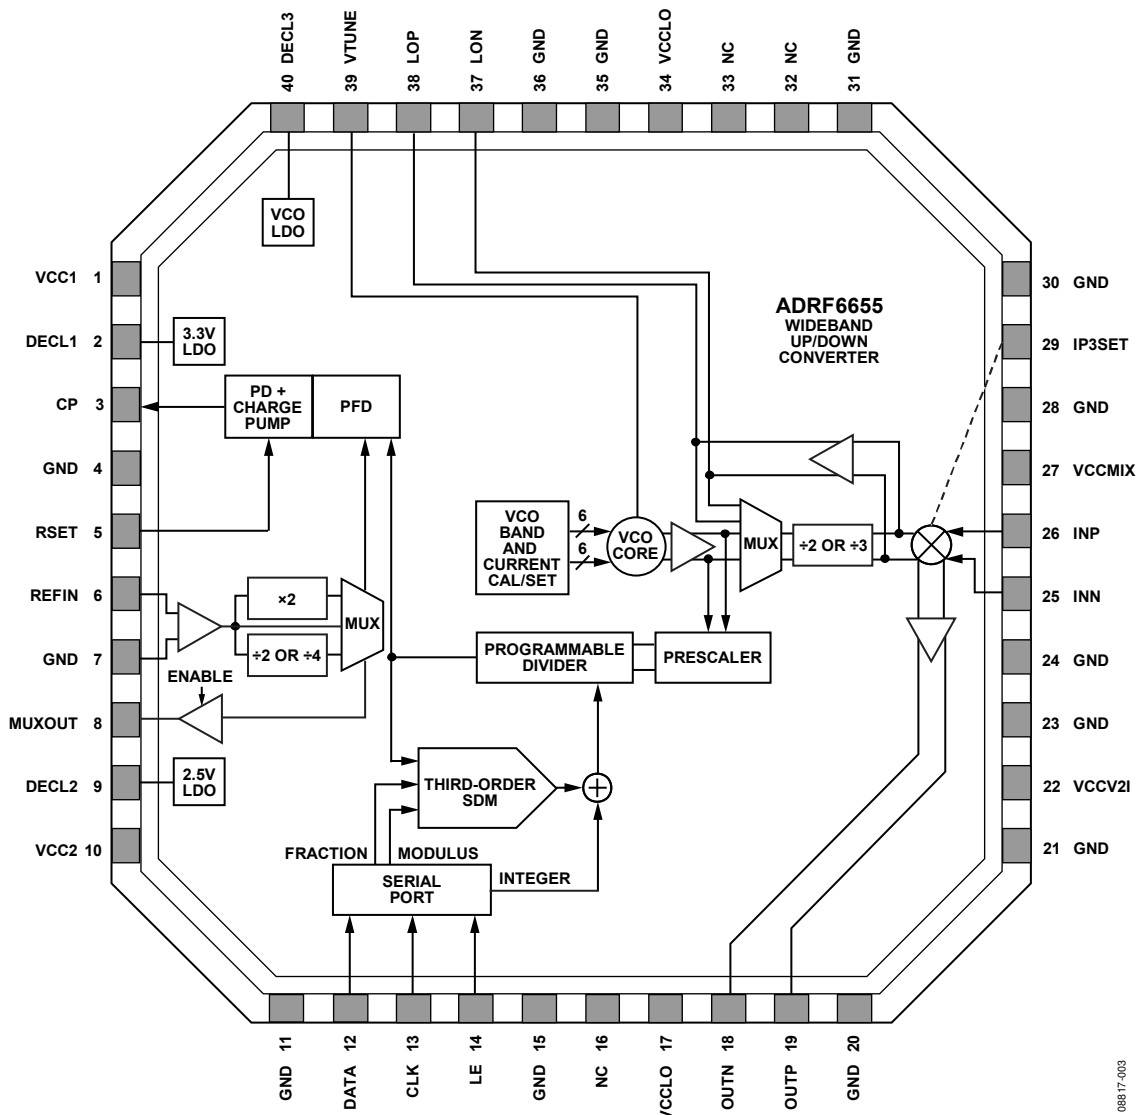 40 DECL3
39 VTUNE
38 LOP
37 LON
36 GND
35 GND
34 VCCLO
33 NC
32 NC
31 GND
VCO
LDO
VCC1 1
DECL1 2
3.3V
LDO
CP 3
PD +
CHARGE
PUMP
PFD
GND 4
RSET 5
REFIN 6
×2
MUX
÷2 OR ÷4
GND 7
ENABLE
MUXOUT 8
DECL2 9
2.5V
LDO
VCC2 10
ADRF6655
WIDEBAND
UP/DOWN
CONVERTER
VCO
BAND
AND
CURRENT
CAL/SET
6
6
VCO
CORE
MUX
÷2 OR ÷3
PROGRAMMABLE
DIVIDER
PRESCALER
THIRD-ORDER
SDM
+
FRACTION
MODULUS
SERIAL
PORT
INTEGER
30 GND
29 IP3SET
28 GND
27 VCCMIX
26 INP
25 INN
24 GND
23 GND
22 VCCV2I
21 GND
GND 11
DATA 12
CLK 13
LE 14
GND 15
NC 16
VCCLO 17
OUTN 18
OUTP 19
GND 20
08817-003